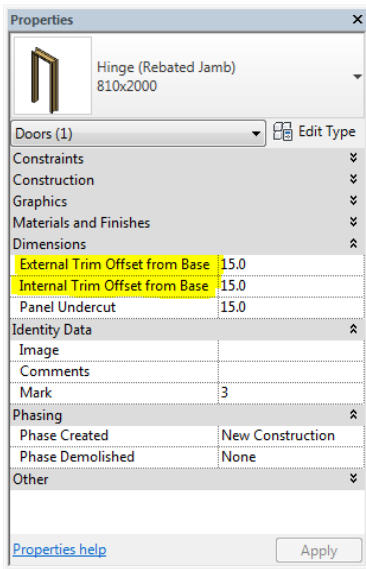 Properties
Hinge (Rebated Jamb)
810x2000
Doors (1) Edit Type
Constraints
Construction
Graphics
Materials and Finishes
Dimensions
External Trim Offset from Base 15.0
Internal Trim Offset from Base 15.0
Panel Undercut 15.0
Identity Data
Image
Comments
Mark 3
Phasing
Phase Created New Construction
Phase Demolished None
Other
Properties help Apply